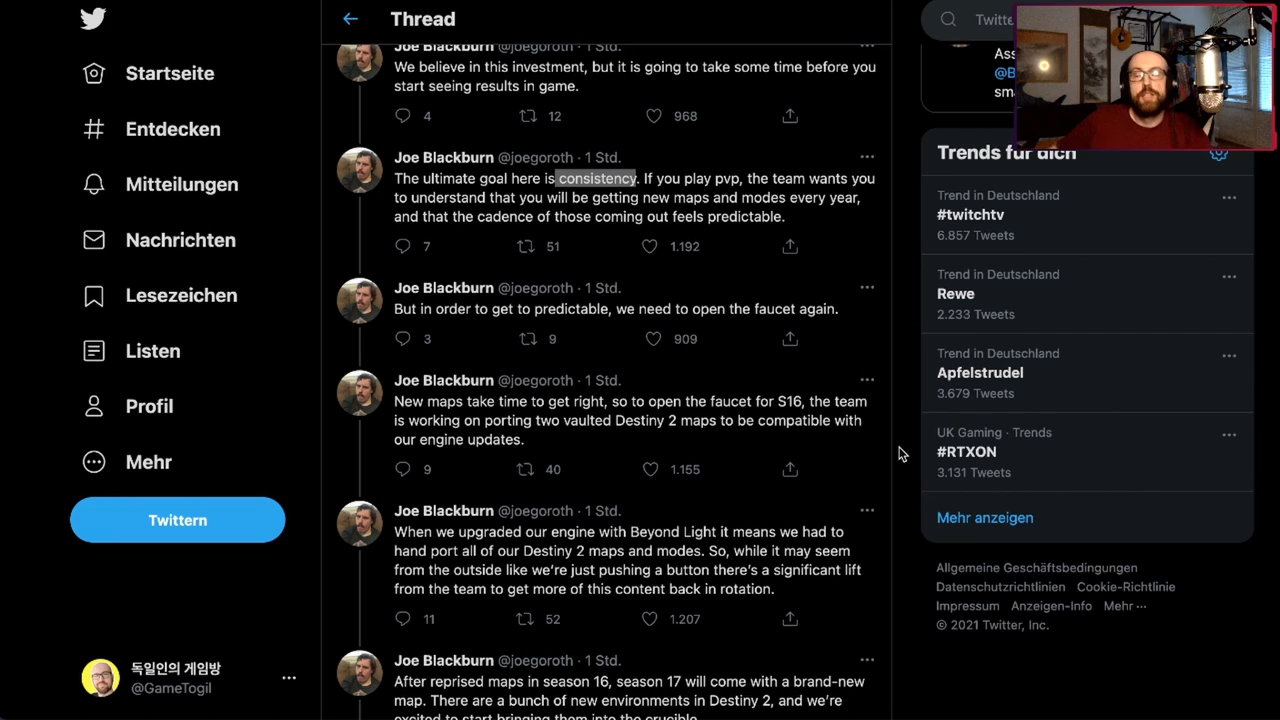 Startseite
Entdecken
Mitteilungen
Nachrichten
Lesezeichen
Listen
Profil
Mehr
Twittern
독일인의 게임방
@GameTogil
Thread
Joe Blackburn @joegoroth · 1 Std.
We believe in this investment, but it is going to take some time before you
start seeing results in game.
4 12 968
Joe Blackburn @joegoroth · 1 Std.
The ultimate goal here is consistency. If you play pvp, the team wants you
to understand that you will be getting new maps and modes every year,
and that the cadence of those coming out feels predictable.
7 51 1.192
Joe Blackburn @joegoroth · 1 Std.
But in order to get to predictable, we need to open the faucet again.
3 9 909
Joe Blackburn @joegoroth · 1 Std.
New maps take time to get right, so to open the faucet for S16, the team
is working on porting two vaulted Destiny 2 maps to be compatible with
our engine updates.
9 40 1.155
Joe Blackburn @joegoroth · 1 Std.
When we upgraded our engine with Beyond Light it means we had to
hand port all of our Destiny 2 maps and modes. So, while it may seem
from the outside like we're just pushing a button there's a significant lift
from the team to get more of this content back in rotation.
11 52 1.207
Joe Blackburn @joegoroth · 1 Std.
After reprised maps in season 16, season 17 will come with a brand-new
map. There are a bunch of new environments in Destiny 2, and we're
excited to start bringing them into the crucible.
Twitte
Ass
@B
sma
Trends für dich
Trend in Deutschland
#twitchtv
6.857 Tweets
Trend in Deutschland
Rewe
2.233 Tweets
Trend in Deutschland
Apfelstrudel
3.679 Tweets
UK Gaming · Trends
#RTXON
3.131 Tweets
Mehr anzeigen
Allgemeine Geschäftsbedingungen
Datenschutzrichtlinien Cookie-Richtlinie
Impressum Anzeigen-Info Mehr ···
© 2021 Twitter, Inc.